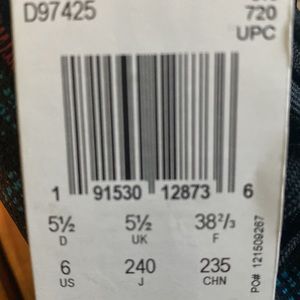 D97425
720
UPC
1 91530 12873 6
5½ 5½ 38⅔
D UK F
6 240 235
US J CHN
PO# 121509267